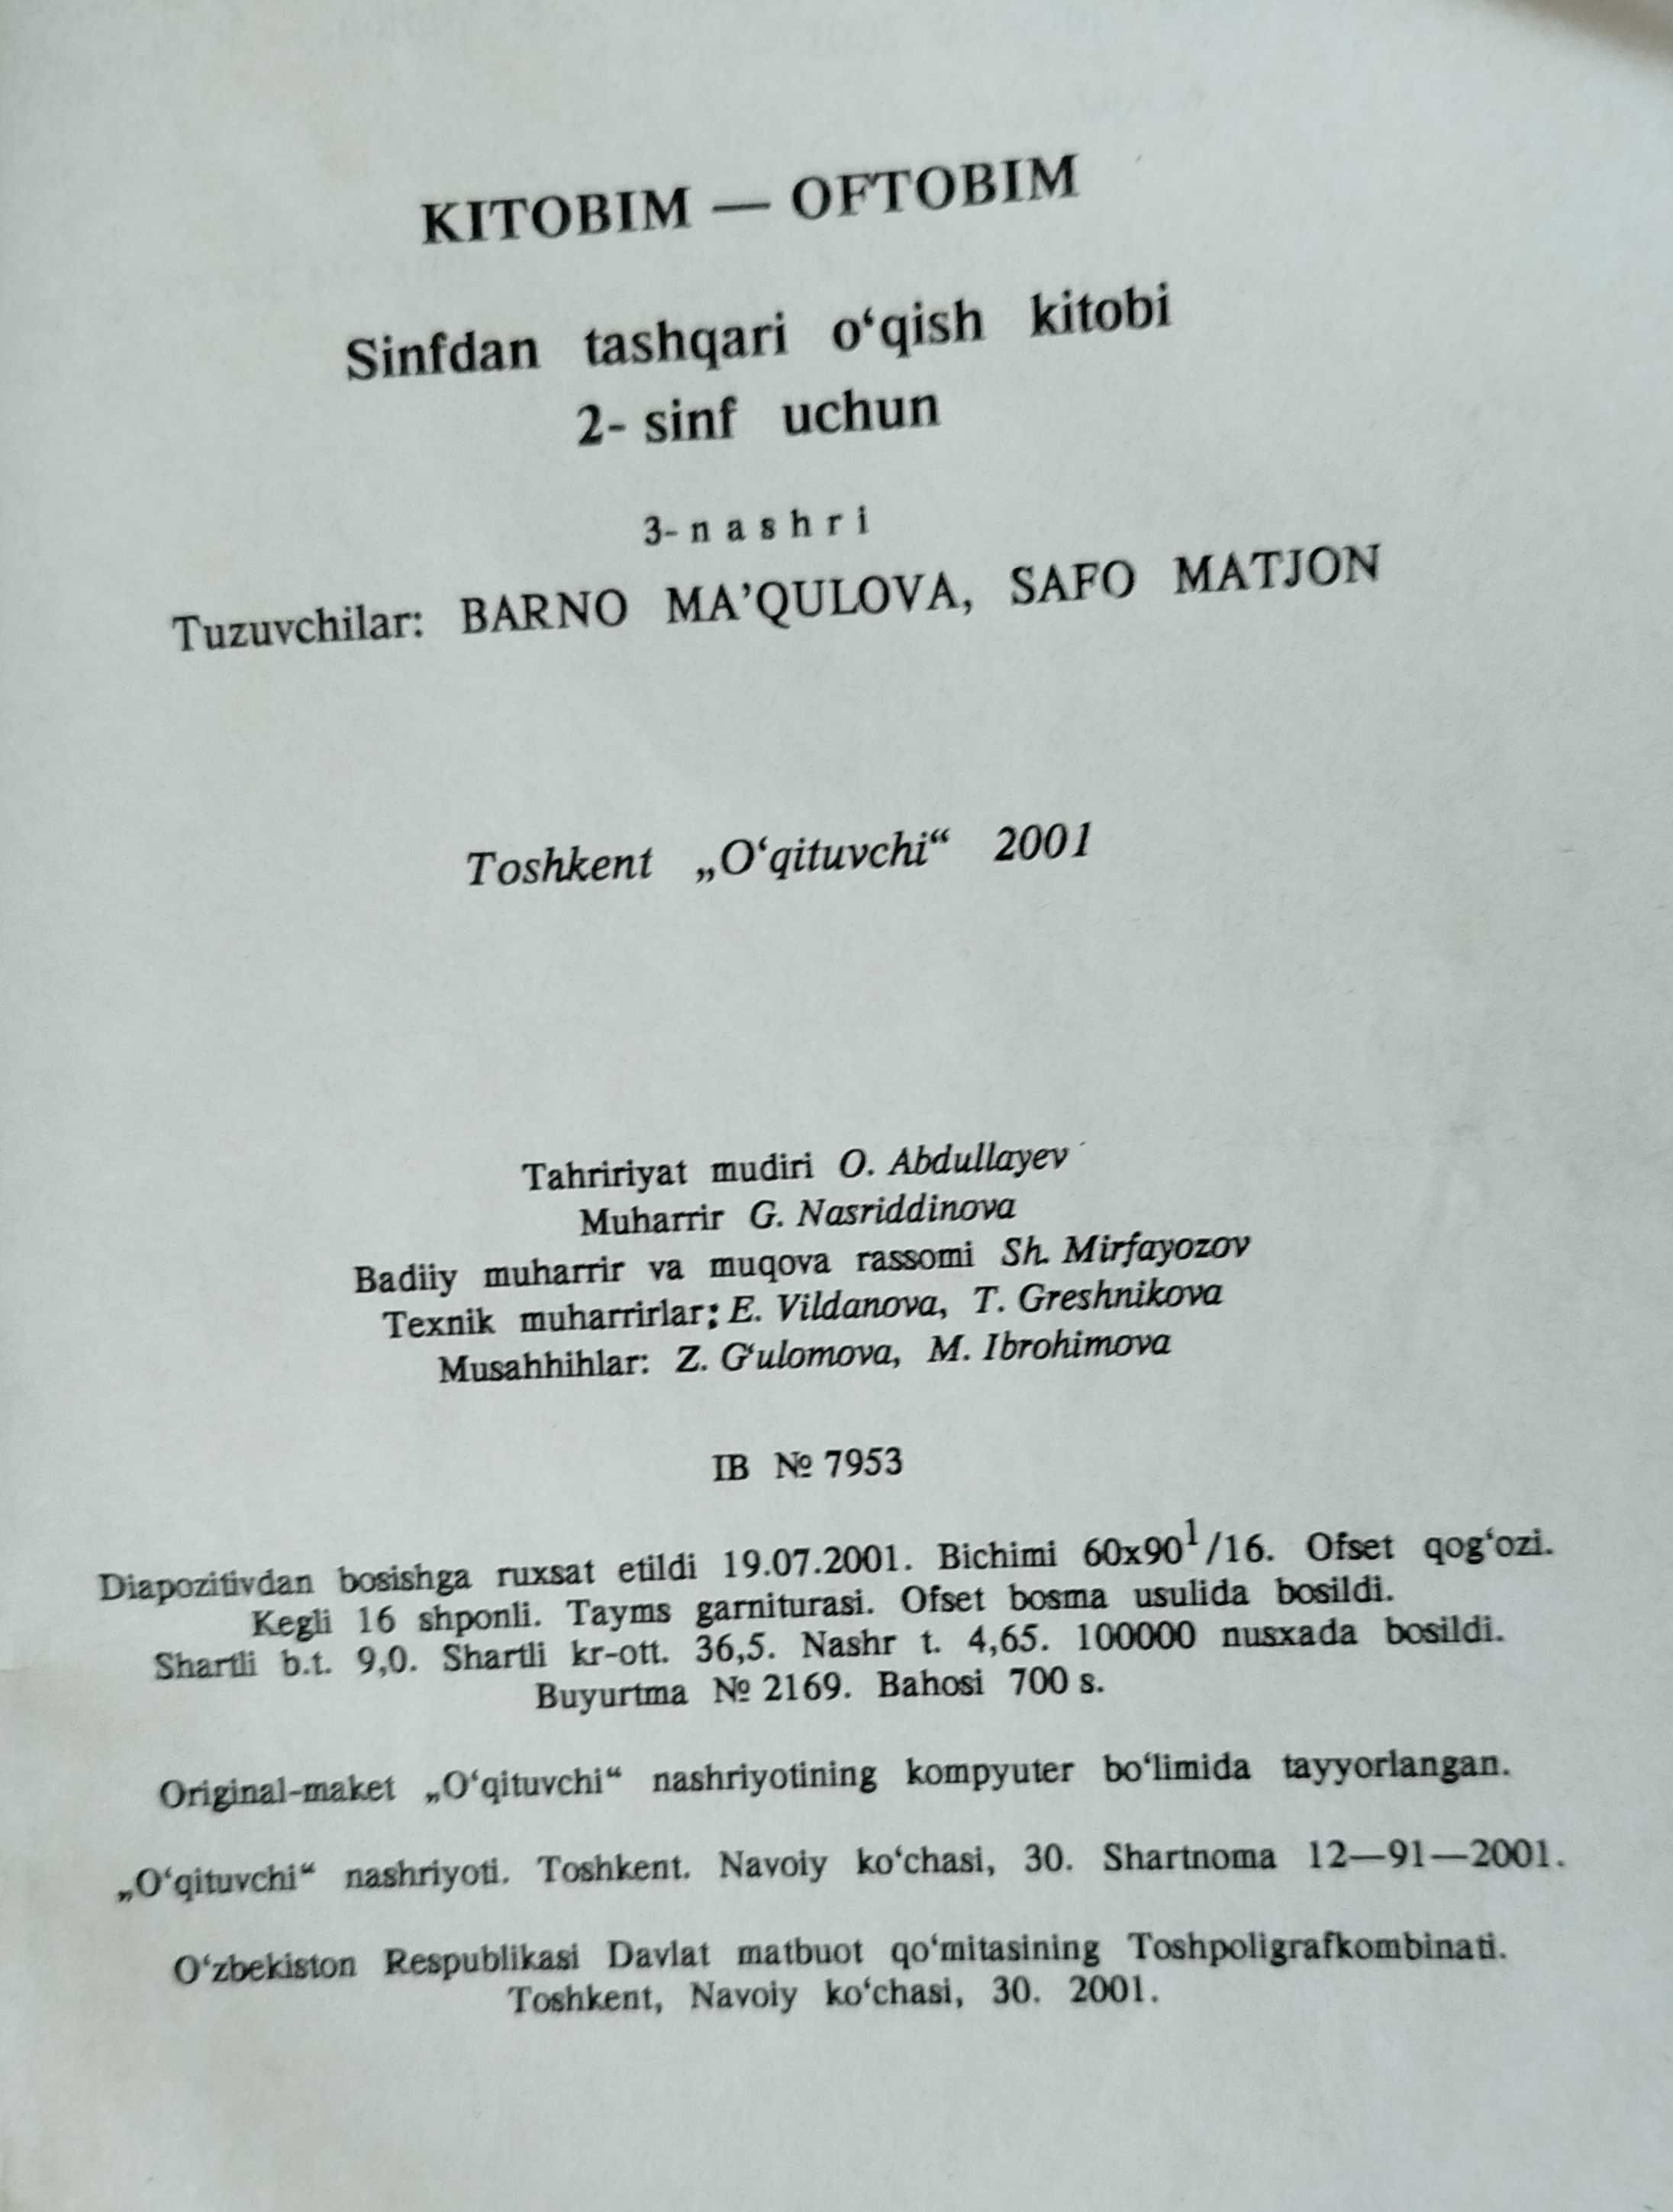 KITOBIM — OFTOBIM
Sinfdan tashqari o‘qish kitobi
2- sinf uchun
3- n a s h r i
Tuzuvchilar: BARNO MA’QULOVA, SAFO MATJON
Toshkent „O‘qituvchi“ 2001
Tahririyat mudiri O. Abdullayev
Muharrir G. Nasriddinova
Badiiy muharrir va muqova rassomi Sh. Mirfayozov
Texnik muharrirlar: E. Vildanova, T. Greshnikova
Musahhihlar: Z. G‘ulomova, M. Ibrohimova
IB № 7953
Diapozitivdan bosishga ruxsat etildi 19.07.2001. Bichimi 60x90¹/16. Ofset qog‘ozi.
Kegli 16 shponli. Tayms garniturasi. Ofset bosma usulida bosildi.
Shartli b.t. 9,0. Shartli kr-ott. 36,5. Nashr t. 4,65. 100000 nusxada bosildi.
Buyurtma № 2169. Bahosi 700 s.
Original-maket „O‘qituvchi“ nashriyotining kompyuter bo‘limida tayyorlangan.
„O‘qituvchi“ nashriyoti. Toshkent. Navoiy ko‘chasi, 30. Shartnoma 12—91—2001.
O‘zbekiston Respublikasi Davlat matbuot qo‘mitasining Toshpoligrafkombinati.
Toshkent, Navoiy ko‘chasi, 30. 2001.